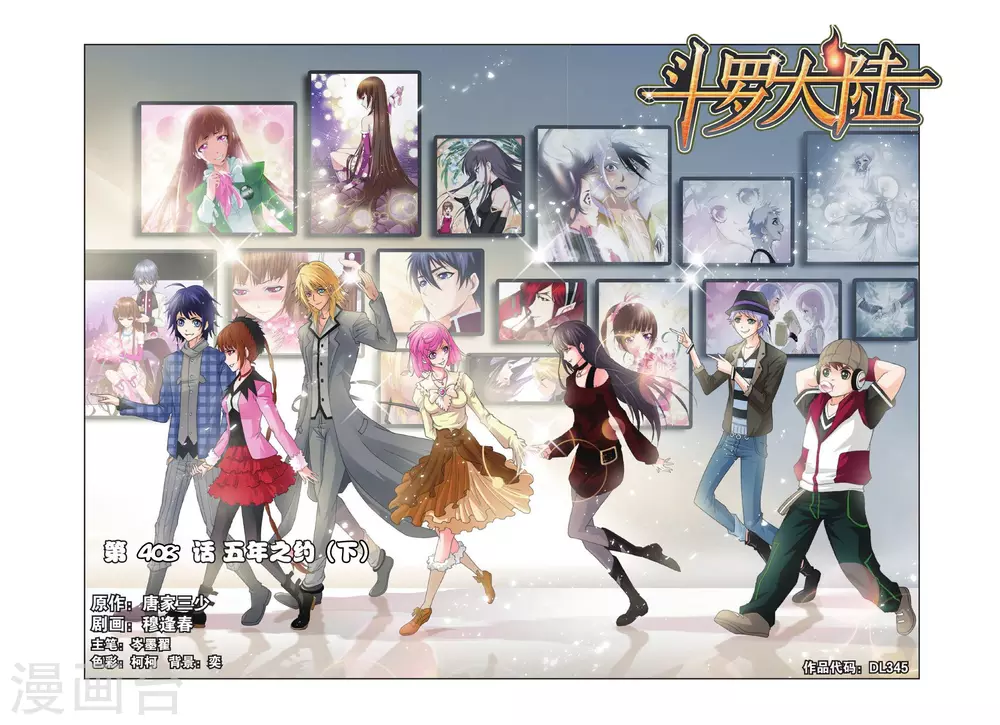 斗罗大陆
第 408 话 五年之约（下）
原作：唐家三少
剧画：穆逢春
主笔：岑墨翟
色彩：柯柯 背景：奕
作品代码：DL345
漫画台